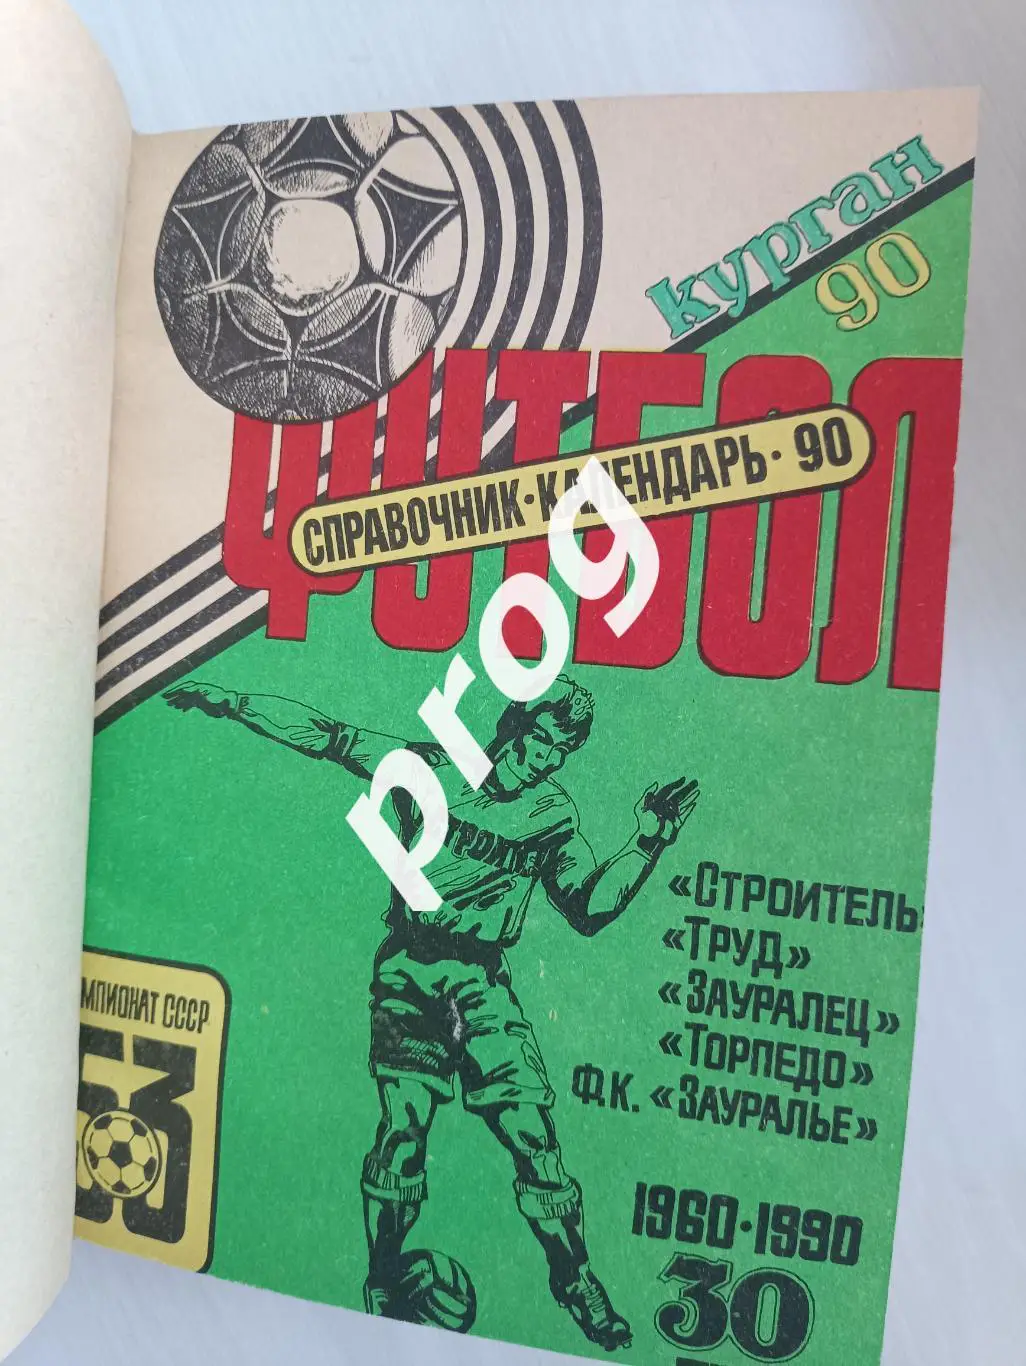 Курган
90
ФУТБОЛ
СПРАВОЧНИК·КАЛЕНДАРЬ·90
prog
«СТРОИТЕЛЬ
«ТРУД»
«ЗАУРАЛЕЦ»
«ТОРПЕДО»
Ф.К. «ЗАУРАЛЬЕ»
МПИОНАТ СССР
53
1960·1990
30